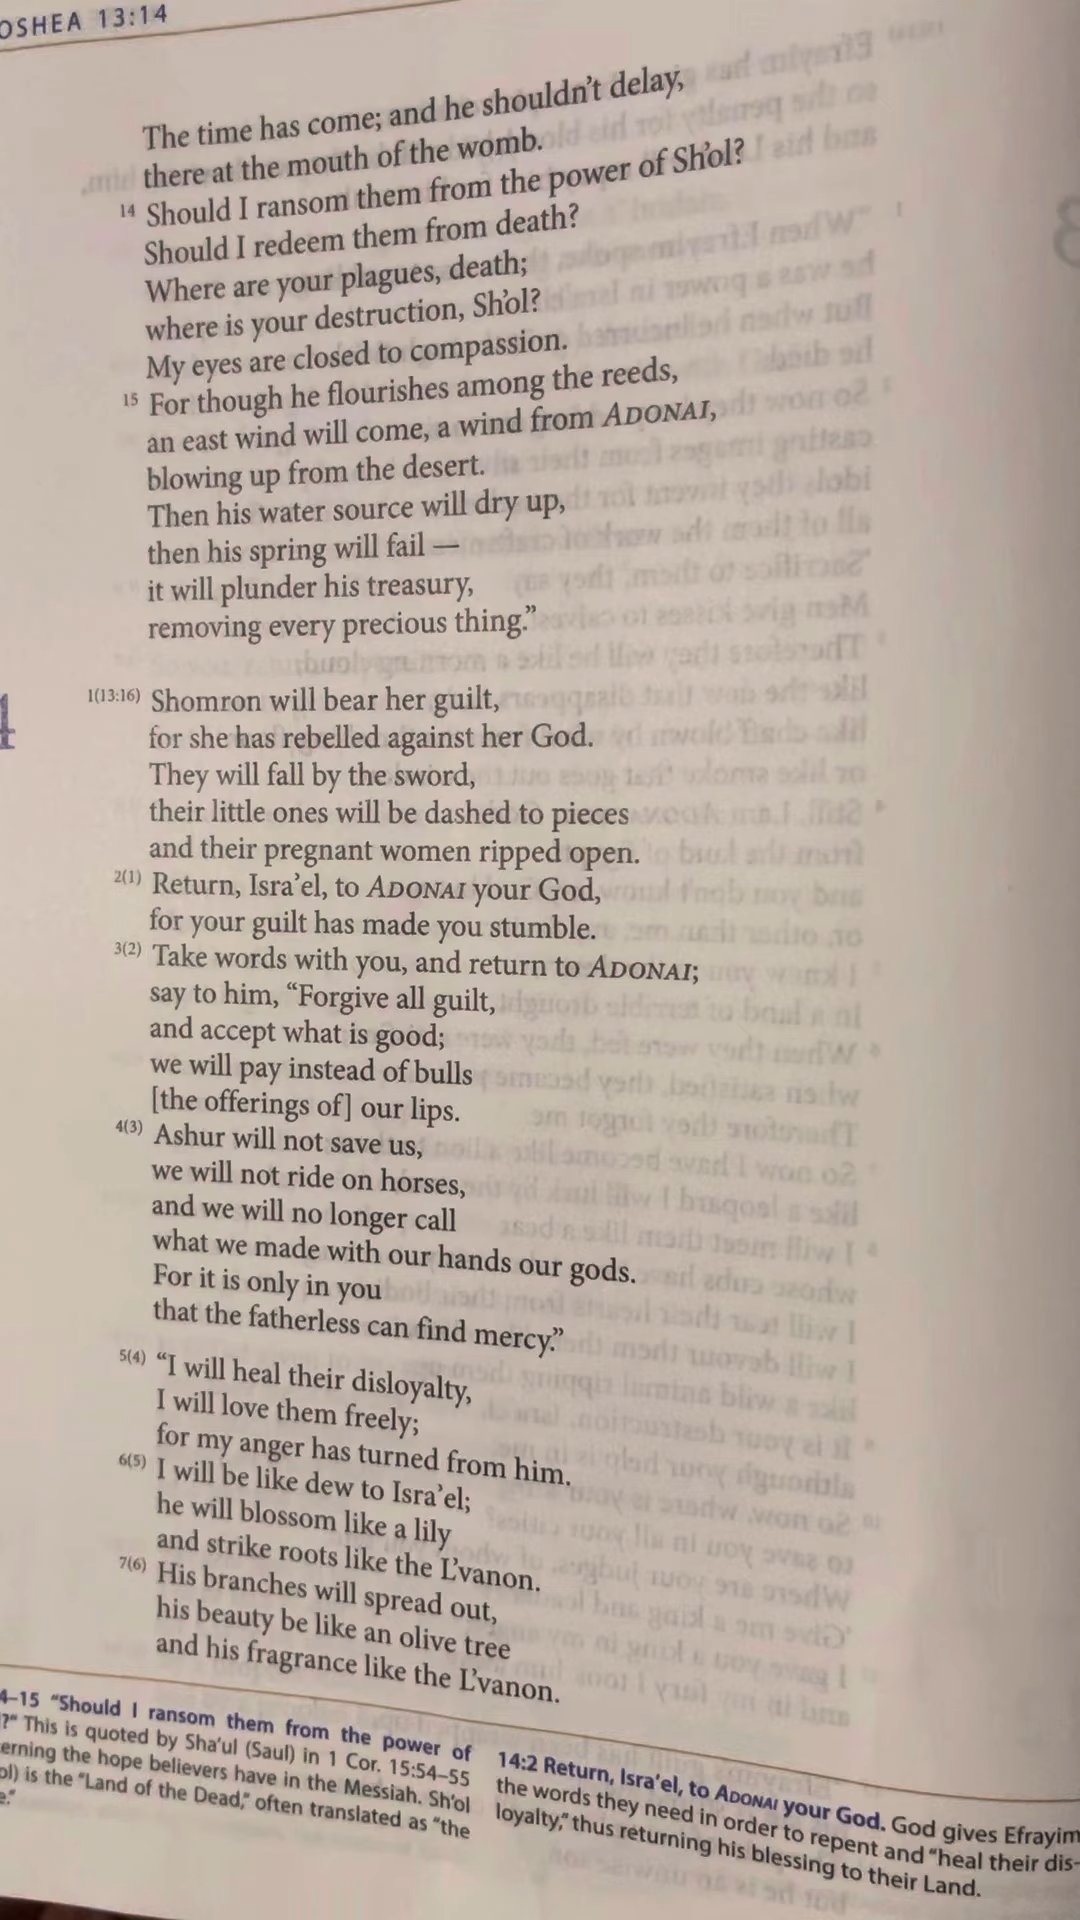 OSHEA 13:14
The time has come; and he shouldn't delay,
there at the mouth of the womb.
14 Should I ransom them from the power of Sh'ol?
Should I redeem them from death?
Where are your plagues, death;
where is your destruction, Sh'ol?
My eyes are closed to compassion.
15 For though he flourishes among the reeds,
an east wind will come, a wind from ADONAI,
blowing up from the desert.
Then his water source will dry up,
then his spring will fail —
it will plunder his treasury,
removing every precious thing."
4
1(13:16) Shomron will bear her guilt,
for she has rebelled against her God.
They will fall by the sword,
their little ones will be dashed to pieces
and their pregnant women ripped open.
2(1) Return, Isra'el, to ADONAI your God,
for your guilt has made you stumble.
3(2) Take words with you, and return to ADONAI;
say to him, "Forgive all guilt,
and accept what is good;
we will pay instead of bulls
[the offerings of] our lips.
4(3) Ashur will not save us,
we will not ride on horses,
and we will no longer call
what we made with our hands our gods.
For it is only in you
that the fatherless can find mercy."
5(4) "I will heal their disloyalty,
I will love them freely;
for my anger has turned from him.
6(5) I will be like dew to Isra'el;
he will blossom like a lily
and strike roots like the L'vanon.
7(6) His branches will spread out,
his beauty be like an olive tree
and his fragrance like the L'vanon.
4–15 "Should I ransom them from the power of
?" This is quoted by Sha'ul (Saul) in 1 Cor. 15:54–55
erning the hope believers have in the Messiah. Sh'ol
ol) is the "Land of the Dead," often translated as "the
e."
14:2 Return, Isra'el, to ADONAI your God. God gives Efrayim
the words they need in order to repent and "heal their dis-
loyalty," thus returning his blessing to their Land.